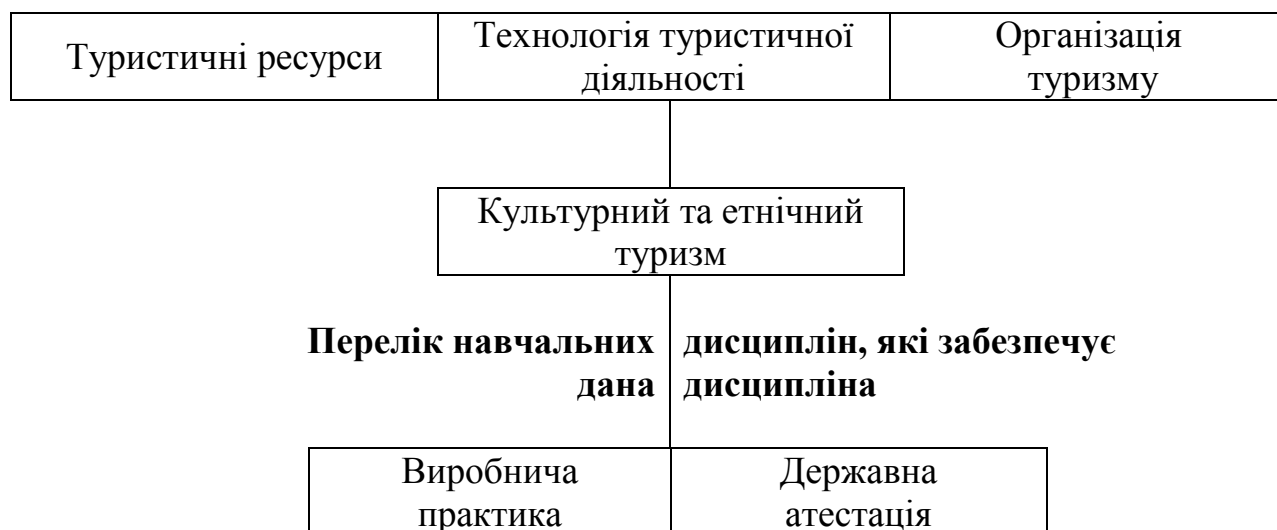 Туристичні ресурси
Технологія туристичної
діяльності
Організація
туризму
Культурний та етнічний
туризм
Перелік навчальних дисциплін, які забезпечує
дана дисципліна
Виробнича
практика
Державна
атестація